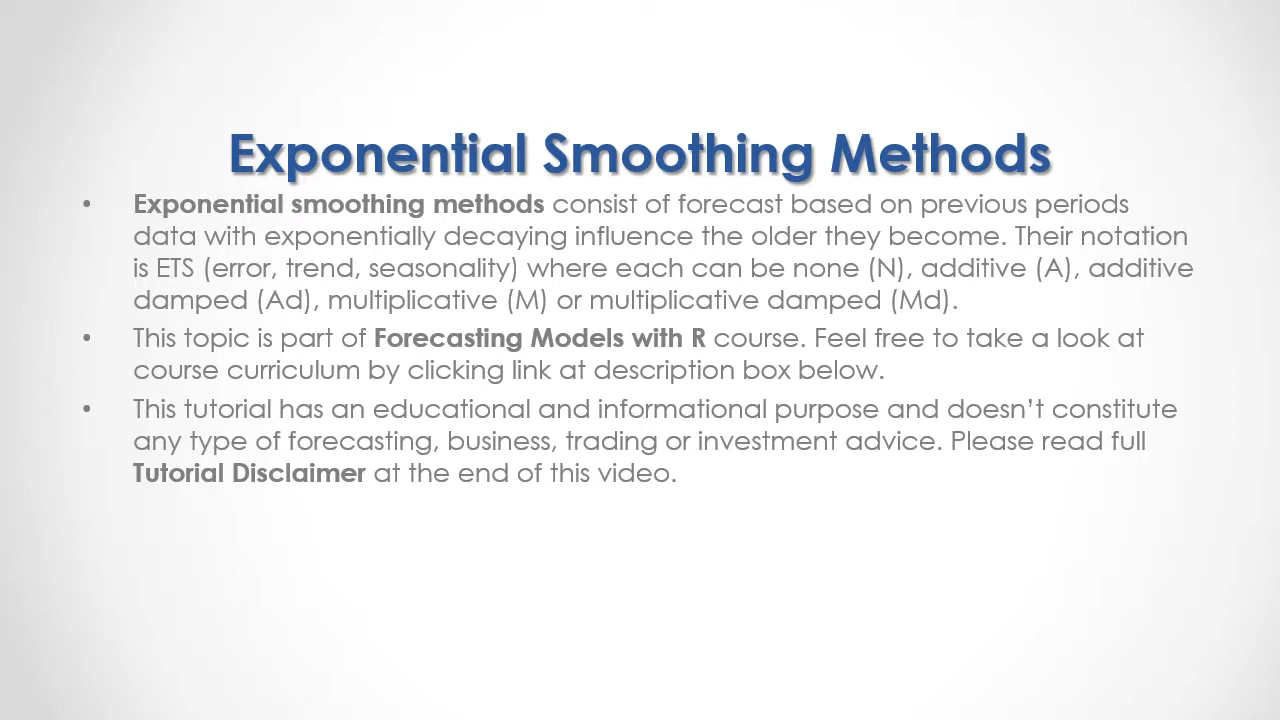 Exponential Smoothing Methods
• Exponential smoothing methods consist of forecast based on previous periods
data with exponentially decaying influence the older they become. Their notation
is ETS (error, trend, seasonality) where each can be none (N), additive (A), additive
damped (Ad), multiplicative (M) or multiplicative damped (Md).
• This topic is part of Forecasting Models with R course. Feel free to take a look at
course curriculum by clicking link at description box below.
• This tutorial has an educational and informational purpose and doesn’t constitute
any type of forecasting, business, trading or investment advice. Please read full
Tutorial Disclaimer at the end of this video.